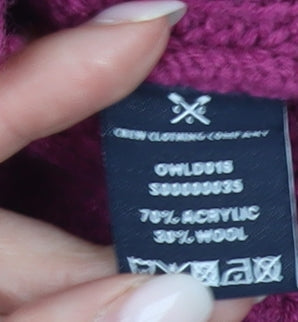 CREW CLOTHING COMPANY
OWLD015
S00000035
70% ACRYLIC
30% WOOL